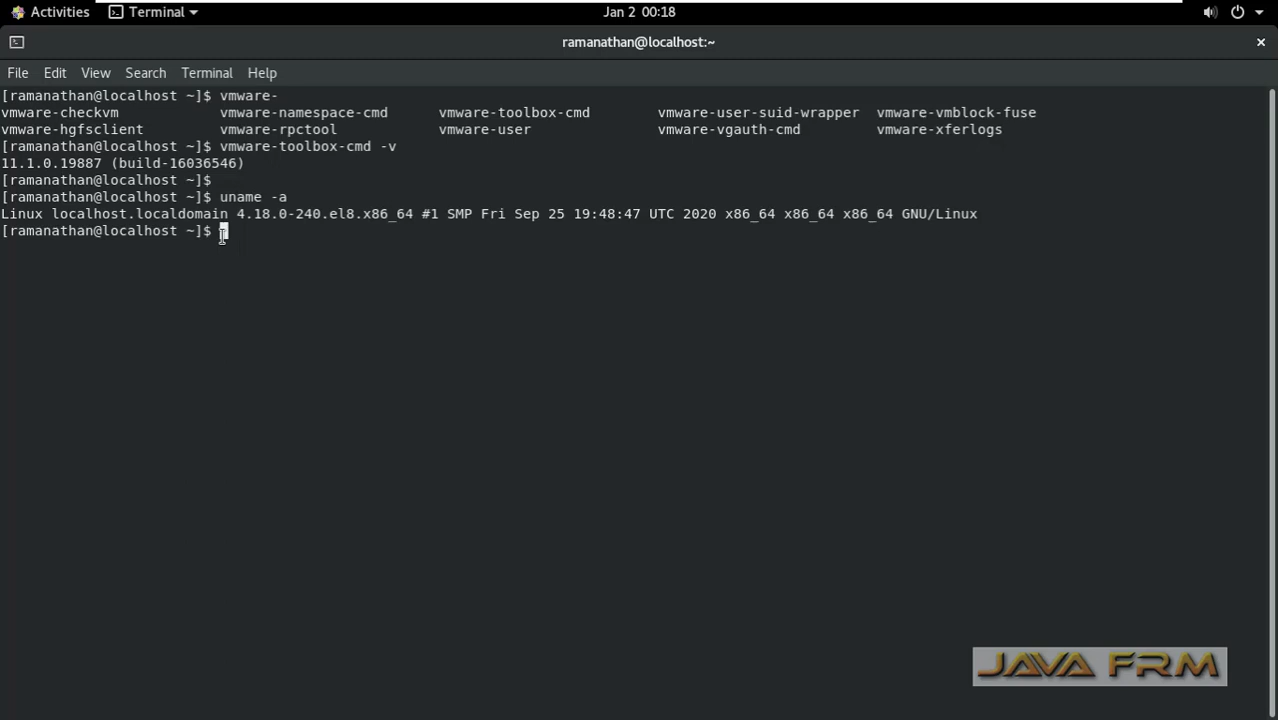 Activities Terminal Jan 2 00:18
ramanathan@localhost:~
File Edit View Search Terminal Help
[ramanathan@localhost ~]$ vmware-
vmware-checkvm vmware-namespace-cmd vmware-toolbox-cmd vmware-user-suid-wrapper vmware-vmblock-fuse
vmware-hgfsclient vmware-rpctool vmware-user vmware-vgauth-cmd vmware-xferlogs
[ramanathan@localhost ~]$ vmware-toolbox-cmd -v
11.1.0.19887 (build-16036546)
[ramanathan@localhost ~]$
[ramanathan@localhost ~]$ uname -a
Linux localhost.localdomain 4.18.0-240.el8.x86_64 #1 SMP Fri Sep 25 19:48:47 UTC 2020 x86_64 x86_64 x86_64 GNU/Linux
[ramanathan@localhost ~]$
JAVA FRM